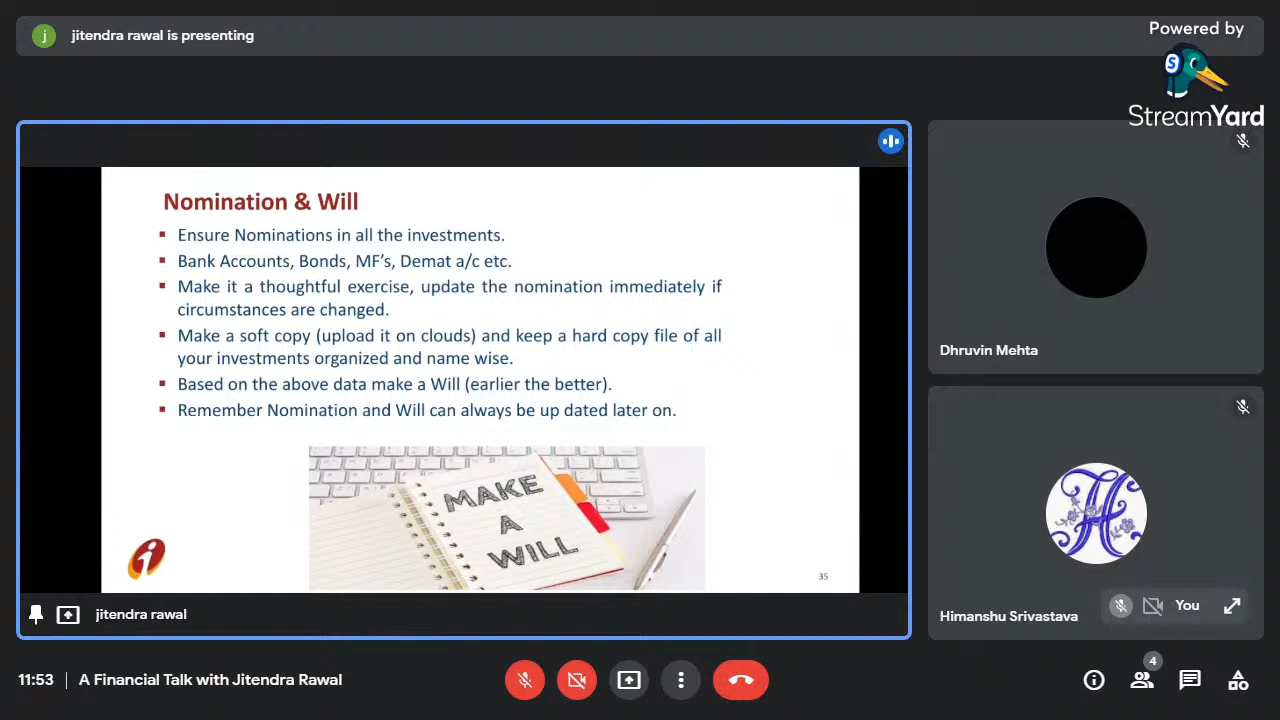 j
jitendra rawal is presenting
Powered by
S
StreamYard
Nomination & Will
Ensure Nominations in all the investments.
Bank Accounts, Bonds, MF's, Demat a/c etc.
Make it a thoughtful exercise, update the nomination immediately if
circumstances are changed.
Make a soft copy (upload it on clouds) and keep a hard copy file of all
your investments organized and name wise.
Based on the above data make a Will (earlier the better).
Remember Nomination and Will can always be up dated later on.
MAKE
A
WILL
i
35
jitendra rawal
Dhruvin Mehta
H
Himanshu Srivastava
You
11:53 | A Financial Talk with Jitendra Rawal
4